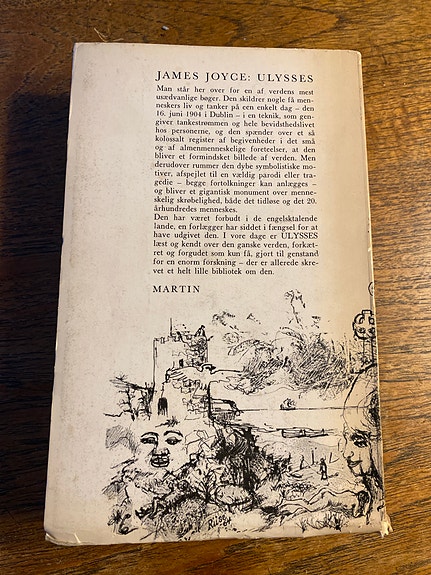 JAMES JOYCE: ULYSSES
Man står her over for en af verdens mest
usædvanlige bøger. Den skildrer nogle få men-
neskers liv og tanker på een enkelt dag – den
16. juni 1904 i Dublin – i en teknik, som gen-
giver tankestrømmen og hele bevidsthedslivet
hos personerne, og den spænder over et så
kolossalt register af begivenheder i det små
og af almenmenneskelige foreteelser, at den
bliver et formindsket billede af verden. Men
derudover rummer den dybe symbolistiske mo-
tiver, afspejlet til en vældig parodi eller tra-
gedie – begge fortolkninger kan anlægges –
og bliver et gigantisk monument over menne-
skelig skrøbelighed, både det tidløse og det 20.
århundredes menneskes.
Den har været forbudt i de engelsktalende
lande, en forlægger har siddet i fængsel for at
have udgivet den. I vore dage er ULYSSES
læst og kendt over den ganske verden, forkæt-
ret og forgudet som kun få, gjort til genstand
for en enorm forskning – der er allerede skre-
vet et helt lille bibliotek om den.
MARTIN